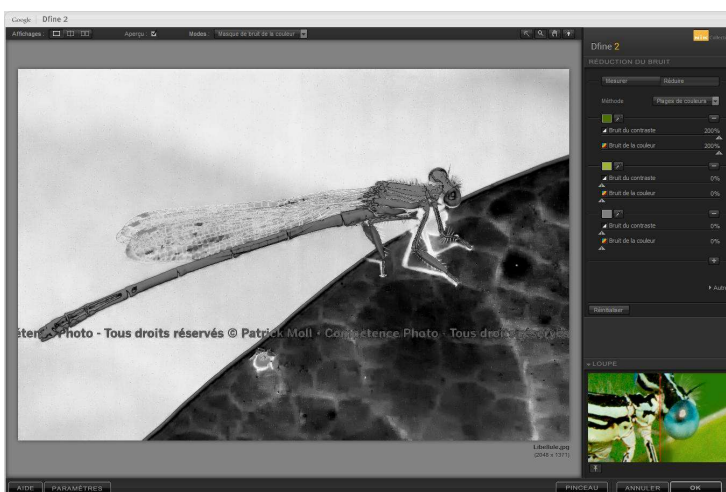 Google Dfine 2
Affichages : Aperçu : Modes : Masque de bruit de la couleur
Dfine 2
RÉDUCTION DU BRUIT
Mesurer Réduire
Méthode Plages de couleurs
Bruit du contraste 200%
Bruit de la couleur 200%
Bruit du contraste 0%
Bruit de la couleur 0%
Bruit du contraste 0%
Bruit de la couleur 0%
Réinitialiser
Photo - Tous droits réservés © Patrick Moll • Compétence Photo - Tous droits réservés
LOUPE
Libellule.jpg
(2048 x 1371)
AIDE PARAMÈTRES PINCEAU ANNULER OK